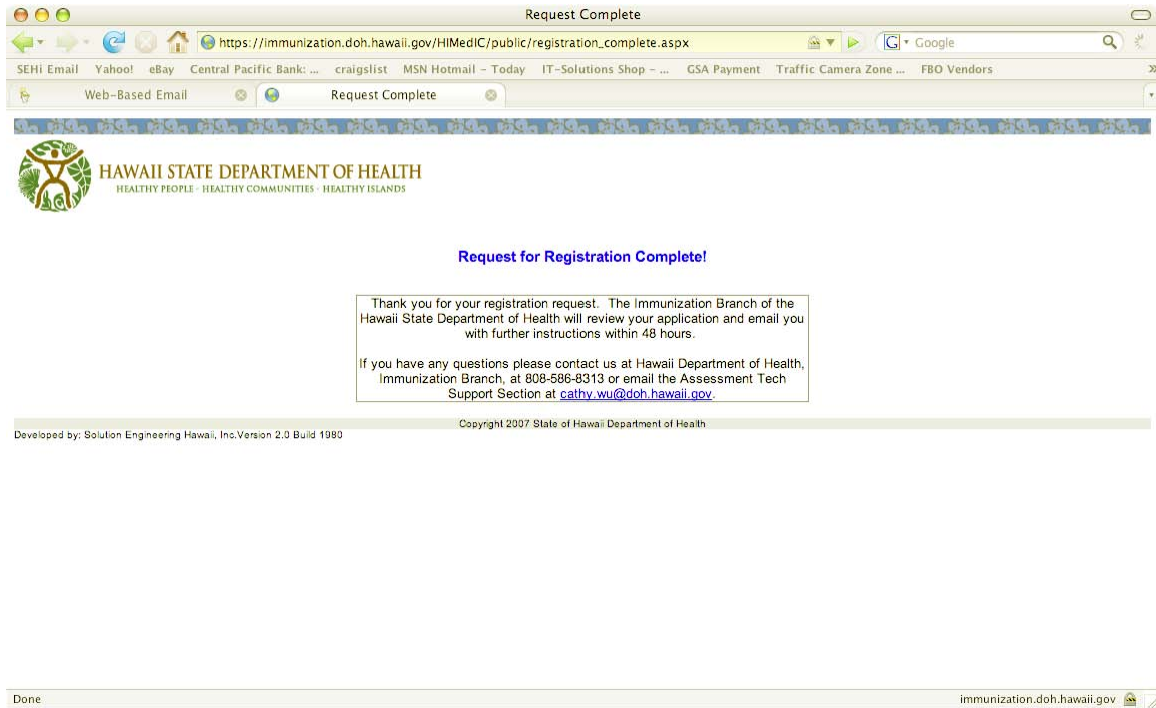 Request Complete
https://immunization.doh.hawaii.gov/HIMedIC/public/registration_complete.aspx
G Google
SEHi Email Yahoo! eBay Central Pacific Bank: ... craigslist MSN Hotmail - Today IT-Solutions Shop - ... GSA Payment Traffic Camera Zone ... FBO Vendors
Web-Based Email Request Complete
HAWAII STATE DEPARTMENT OF HEALTH
HEALTHY PEOPLE · HEALTHY COMMUNITIES · HEALTHY ISLANDS
Request for Registration Complete!
Thank you for your registration request. The Immunization Branch of the
Hawaii State Department of Health will review your application and email you
with further instructions within 48 hours.
If you have any questions please contact us at Hawaii Department of Health,
Immunization Branch, at 808-586-8313 or email the Assessment Tech
Support Section at cathy.wu@doh.hawaii.gov.
Copyright 2007 State of Hawaii Department of Health
Developed by: Solution Engineering Hawaii, Inc.Version 2.0 Build 1980
Done immunization.doh.hawaii.gov